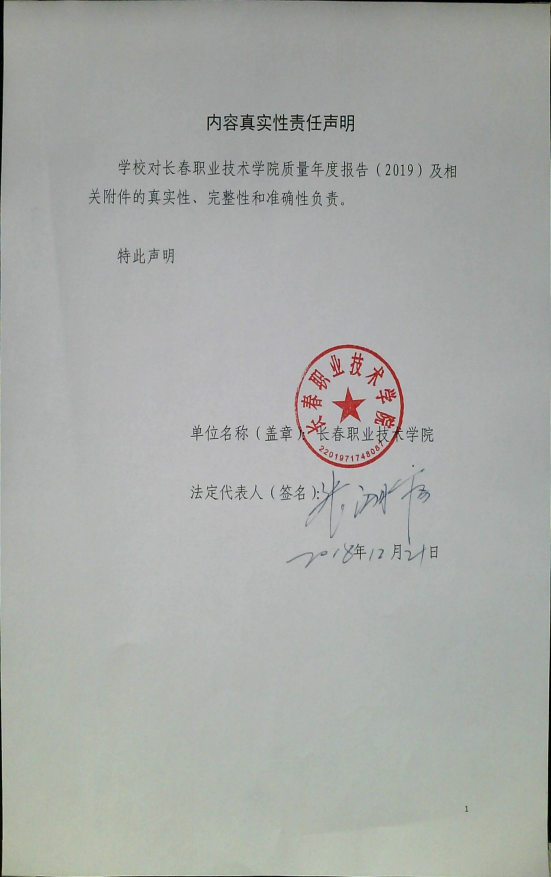 内容真实性责任声明
学校对长春职业技术学院质量年度报告（2019）及相
关附件的真实性、完整性和准确性负责。
特此声明
长春职业技术学院
2201971748087
单位名称（盖章）：长春职业技术学院
法定代表人（签名）：
2018年12月21日
1